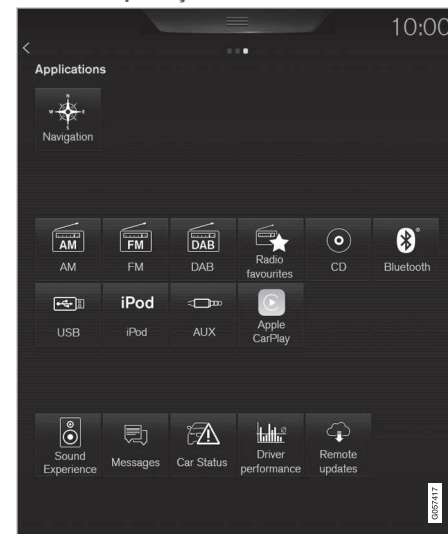 10:00
Applications
N
W E
S
Navigation
AM FM DAB
AM FM DAB Radio favourites CD Bluetooth
iPod
USB iPod AUX Apple CarPlay
Sound Experience Messages Car Status Driver performance Remote updates
G057417